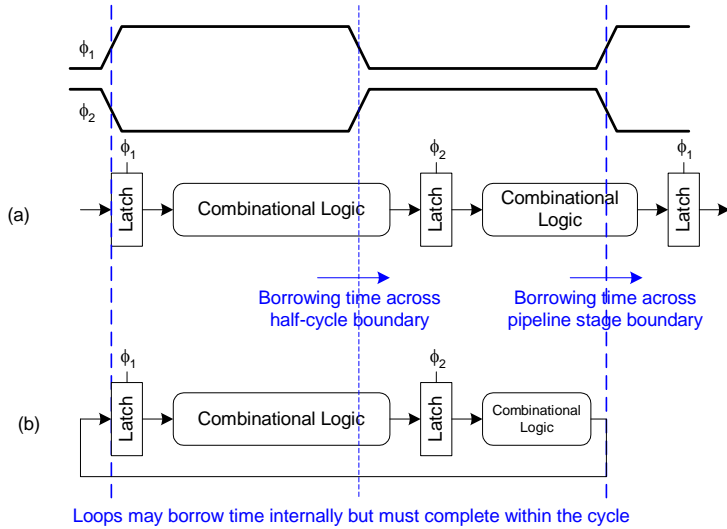 ϕ1
ϕ2
ϕ1
ϕ2
ϕ1
(a)
Latch
Combinational Logic
Latch
Combinational
Logic
Latch
Borrowing time across
half-cycle boundary
Borrowing time across
pipeline stage boundary
ϕ1
ϕ2
(b)
Latch
Combinational Logic
Latch
Combinational
Logic
Loops may borrow time internally but must complete within the cycle